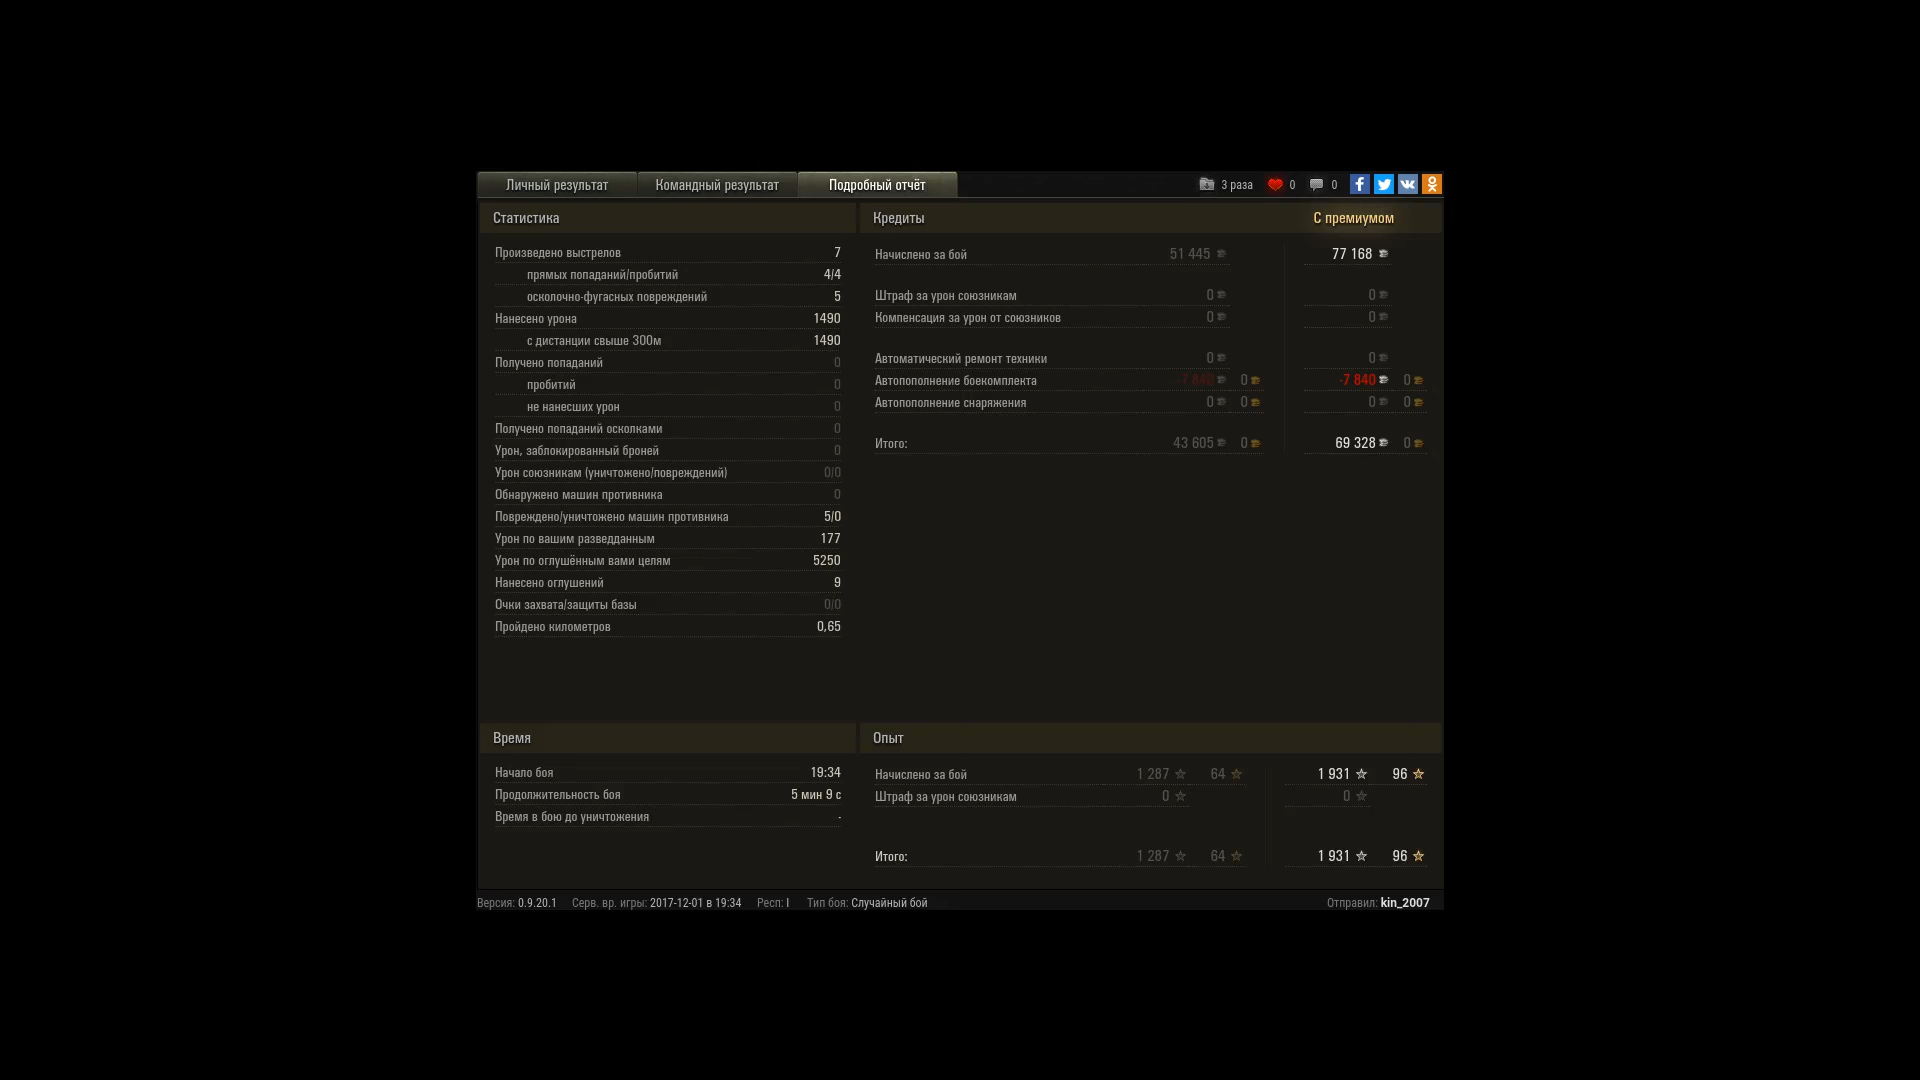 Личный результат Командный результат Подробный отчёт 3 раза 0 0
Статистика
Произведено выстрелов 7
прямых попаданий/пробитий 4/4
осколочно-фугасных повреждений 5
Нанесено урона 1490
с дистанции свыше 300м 1490
Получено попаданий 0
пробитий 0
не нанесших урон 0
Получено попаданий осколками 0
Урон, заблокированный броней 0
Урон союзникам (уничтожено/повреждений) 0/0
Обнаружено машин противника 0
Повреждено/уничтожено машин противника 5/0
Урон по вашим разведданным 177
Урон по оглушённым вами целям 5250
Нанесено оглушений 9
Очки захвата/защиты базы 0/0
Пройдено километров 0,65
Кредиты С премиумом
Начислено за бой 51 445 77 168
Штраф за урон союзникам 0 0
Компенсация за урон от союзников 0 0
Автоматический ремонт техники 0 0
Автопополнение боекомплекта -7 840 0 -7 840 0
Автопополнение снаряжения 0 0 0 0
Итого: 43 605 0 69 328 0
Время
Начало боя 19:34
Продолжительность боя 5 мин 9 с
Время в бою до уничтожения -
Опыт
Начислено за бой 1 287 64 1 931 96
Штраф за урон союзникам 0 0
Итого: 1 287 64 1 931 96
Версия: 0.9.20.1 Серв. вр. игры: 2017-12-01 в 19:34 Респ: I Тип боя: Случайный бой Отправил: kin_2007